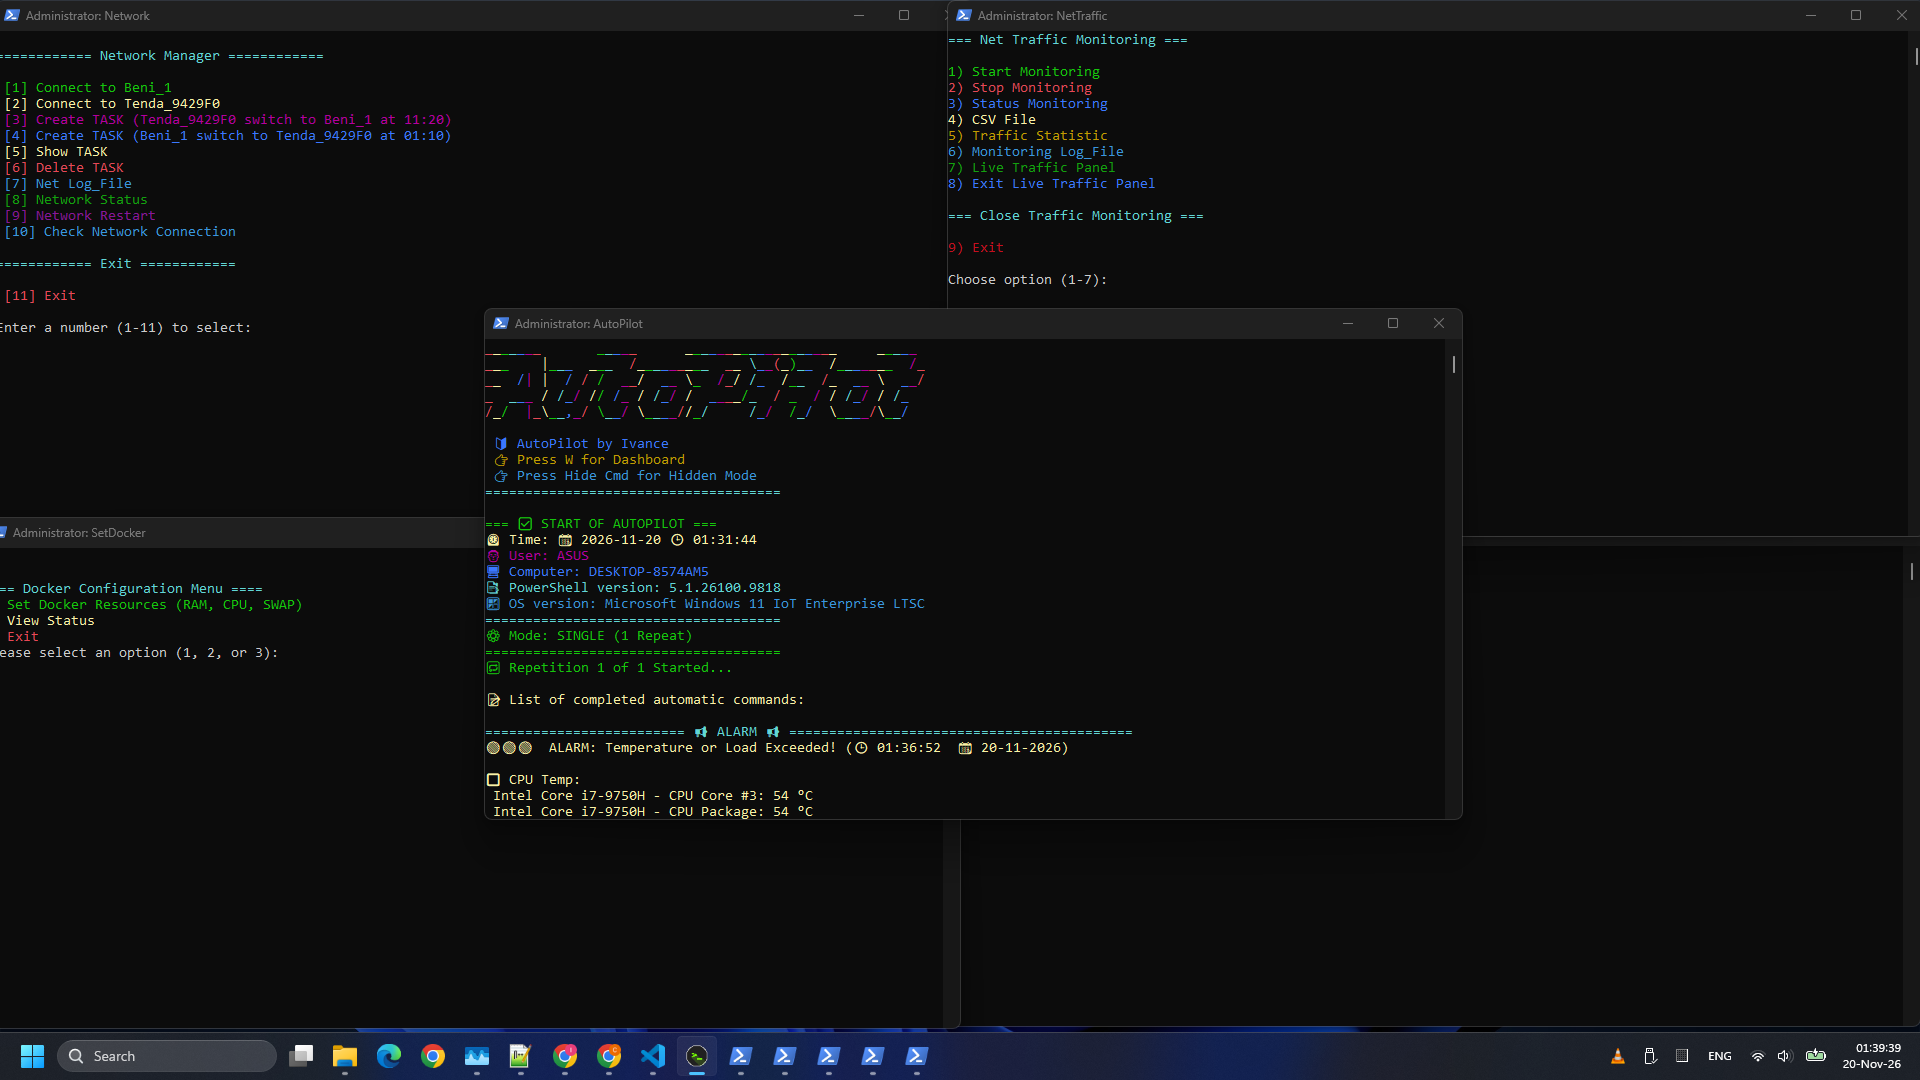 Administrator: Network
============ Network Manager ============
[1] Connect to Beni_1
[2] Connect to Tenda_9429F0
[3] Create TASK (Tenda_9429F0 switch to Beni_1 at 11:20)
[4] Create TASK (Beni_1 switch to Tenda_9429F0 at 01:10)
[5] Show TASK
[6] Delete TASK
[7] Net Log_File
[8] Network Status
[9] Network Restart
[10] Check Network Connection
============ Exit ============
[11] Exit
Enter a number (1-11) to select:
Administrator: NetTraffic
=== Net Traffic Monitoring ===
1) Start Monitoring
2) Stop Monitoring
3) Status Monitoring
4) CSV File
5) Traffic Statistic
6) Monitoring Log_File
7) Live Traffic Panel
8) Exit Live Traffic Panel
=== Close Traffic Monitoring ===
9) Exit
Choose option (1-7):
Administrator: AutoPilot
AutoPilot
AutoPilot by Ivance
Press W for Dashboard
Press Hide Cmd for Hidden Mode
=====================================
=== START OF AUTOPILOT ===
Time: 2026-11-20 01:31:44
User: ASUS
Computer: DESKTOP-8574AM5
PowerShell version: 5.1.26100.9818
OS version: Microsoft Windows 11 IoT Enterprise LTSC
=====================================
Mode: SINGLE (1 Repeat)
=====================================
Repetition 1 of 1 Started...
List of completed automatic commands:
========================= ALARM ===========================================
ALARM: Temperature or Load Exceeded! ( 01:36:52 20-11-2026)
CPU Temp:
Intel Core i7-9750H - CPU Core #3: 54 °C
Intel Core i7-9750H - CPU Package: 54 °C
Administrator: SetDocker
== Docker Configuration Menu ====
Set Docker Resources (RAM, CPU, SWAP)
View Status
Exit
ease select an option (1, 2, or 3):
Search
ENG
01:39:39
20-Nov-26